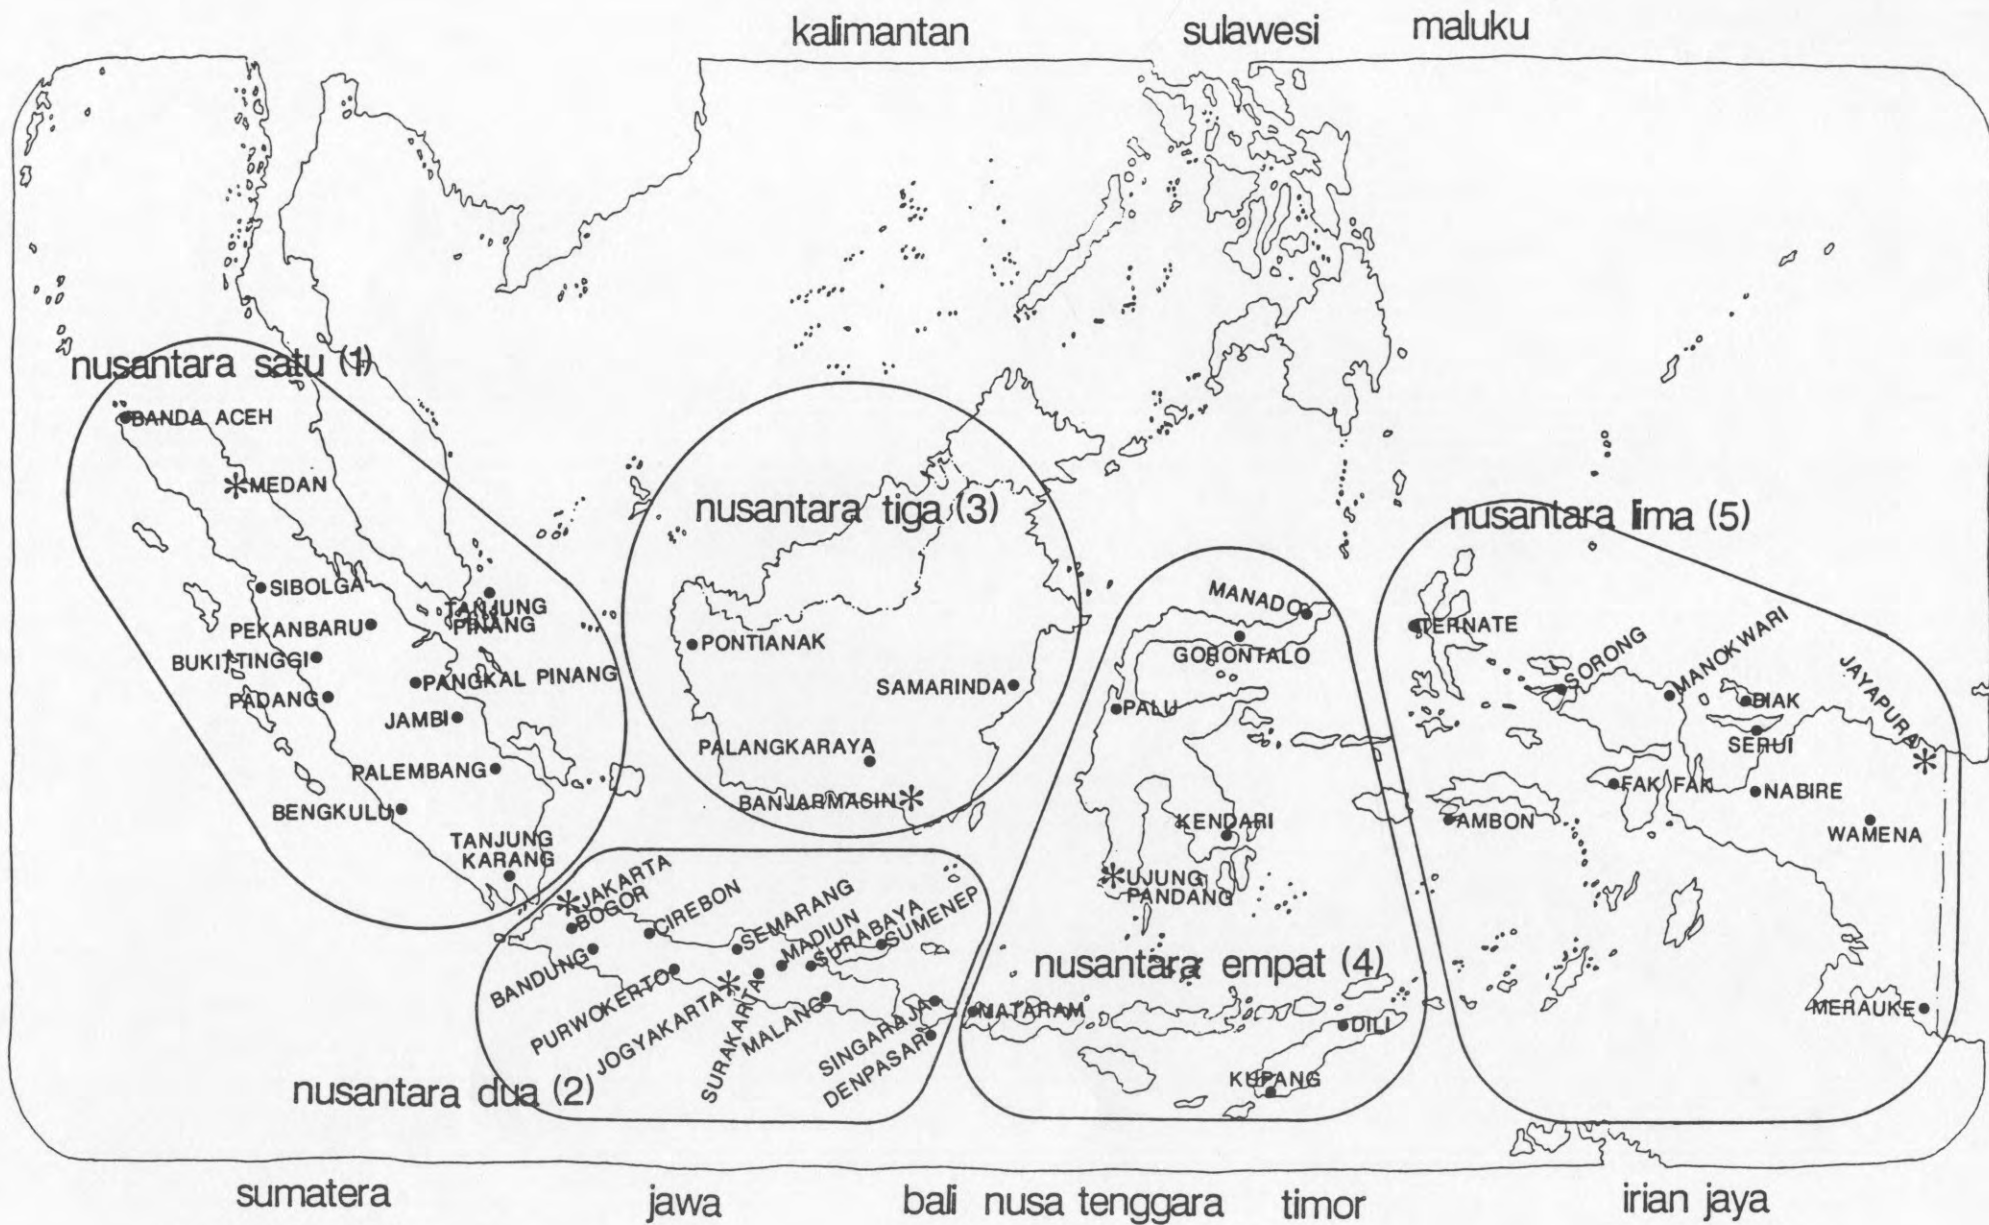 kalimantan
sulawesi
maluku
nusantara satu (1)
BANDA ACEH
MEDAN
SIBOLGA
TANJUNG
PINANG
PEKANBARU
BUKITTINGGI
PANGKAL PINANG
PADANG
JAMBI
PALEMBANG
BENGKULU
TANJUNG
KARANG
nusantara tiga (3)
PONTIANAK
SAMARINDA
PALANGKARAYA
BANJARMASIN
nusantara dua (2)
JAKARTA
BOGOR
CIREBON
SEMARANG
MADIUN
SURABAYA
SUMENEP
BANDUNG
PURWOKERTO
JOGYAKARTA
SURAKARTA
MALANG
SINGARAJA
DENPASAR
MANADO
GORONTALO
PALU
KENDARI
UJUNG
PANDANG
nusantara empat (4)
MATARAM
DILI
KUPANG
nusantara lima (5)
TERNATE
SORONG
MANOKWARI
BIAK
JAYAPURA
SERUI
FAK FAK
NABIRE
AMBON
WAMENA
MERAUKE
sumatera
jawa
bali
nusa tenggara
timor
irian jaya